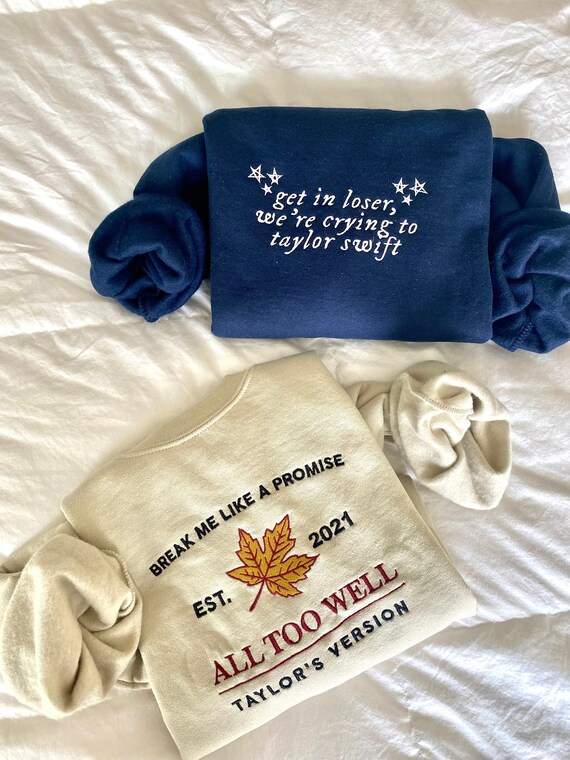 get in loser,
we're crying to
taylor swift
BREAK ME LIKE A PROMISE
EST. 2021
ALL TOO WELL
TAYLOR'S VERSION